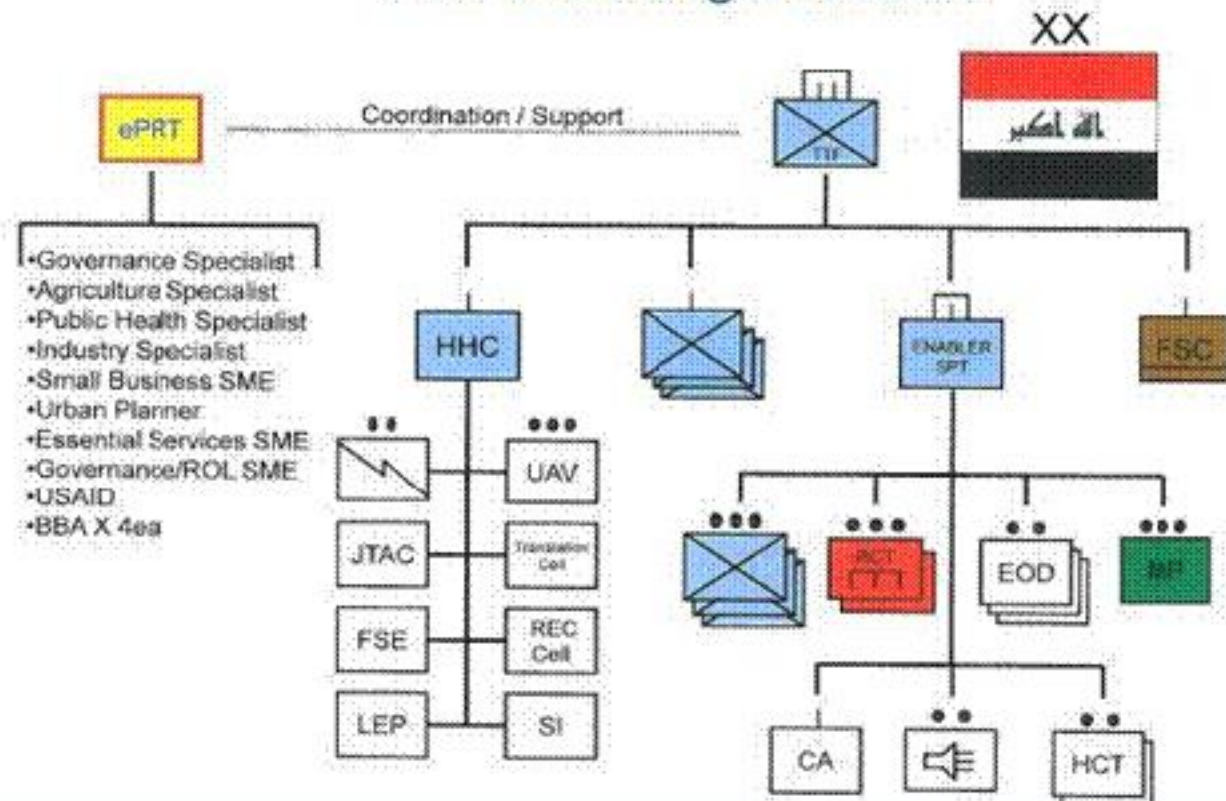 XX
الله اكبر
ePRT
Coordination / Support
TTF
•Governance Specialist
•Agriculture Specialist
•Public Health Specialist
•Industry Specialist
•Small Business SME
•Urban Planner
•Essential Services SME
•Governance/ROL SME
•USAID
•BBA X 4ea
HHC
ENABLER
SPT
FSC
UAV
JTAC
Translation
Cell
FSE
REC
Cell
LEP
SI
RCT
EOD
MP
CA
HCT